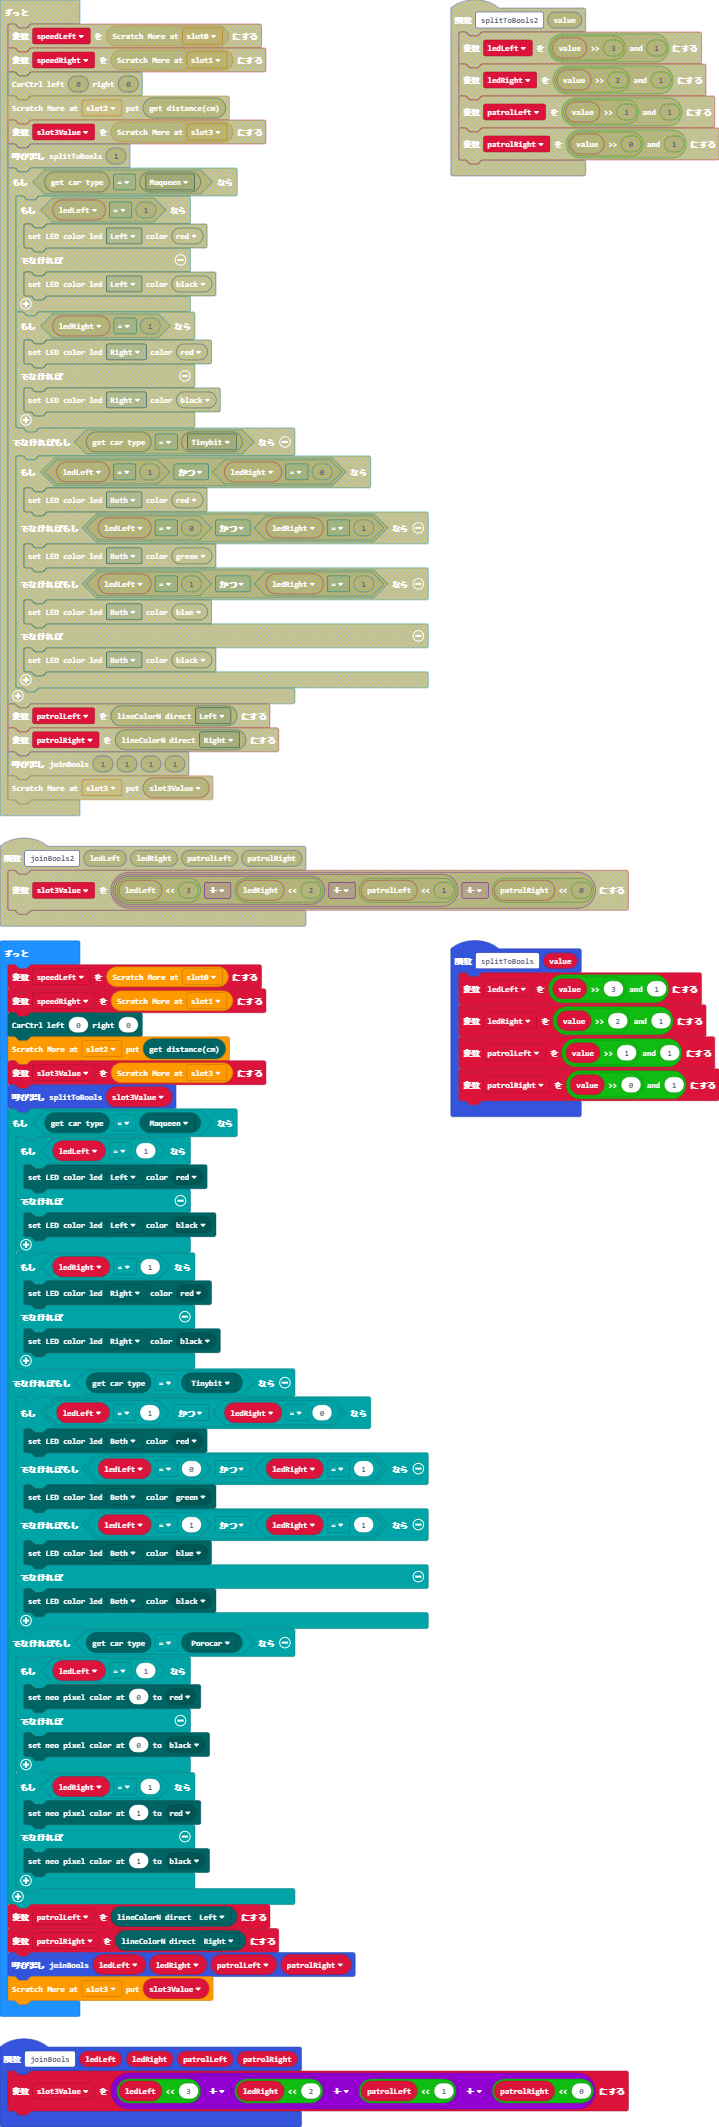 ずっと
変数 speedLeft を Scratch More at slot0 にする
変数 speedRight を Scratch More at slot1 にする
CarCtrl left 0 right 0
Scratch More at slot2 put get distance(cm)
変数 slot3Value を Scratch More at slot3 にする
呼び出し splitToBools 1
もし get car type = Maqueen なら
もし ledLeft = 1 なら
set LED color led Left color red
でなければ
set LED color led Left color black
もし ledRight = 1 なら
set LED color led Right color red
でなければ
set LED color led Right color black
でなければもし get car type = Tinybit なら
もし ledLeft = 1 かつ ledRight = 0 なら
set LED color led Both color red
でなければもし ledLeft = 0 かつ ledRight = 1 なら
set LED color led Both color green
でなければもし ledLeft = 1 かつ ledRight = 1 なら
set LED color led Both color blue
でなければ
set LED color led Both color black
変数 patrolLeft を lineColorN direct Left にする
変数 patrolRight を lineColorN direct Right にする
呼び出し joinBools 1 1 1 1
Scratch More at slot3 put slot3Value
関数 splitToBools2 value
変数 ledLeft を value >> 3 and 1 にする
変数 ledRight を value >> 2 and 1 にする
変数 patrolLeft を value >> 1 and 1 にする
変数 patrolRight を value >> 0 and 1 にする
関数 joinBools2 ledLeft ledRight patrolLeft patrolRight
変数 slot3Value を ledLeft << 3 + ledRight << 2 + patrolLeft << 1 + patrolRight << 0 にする
ずっと
変数 speedLeft を Scratch More at slot0 にする
変数 speedRight を Scratch More at slot1 にする
CarCtrl left 0 right 0
Scratch More at slot2 put get distance(cm)
変数 slot3Value を Scratch More at slot3 にする
呼び出し splitToBools slot3Value
もし get car type = Maqueen なら
もし ledLeft = 1 なら
set LED color led Left color red
でなければ
set LED color led Left color black
もし ledRight = 1 なら
set LED color led Right color red
でなければ
set LED color led Right color black
でなければもし get car type = Tinybit なら
もし ledLeft = 1 かつ ledRight = 0 なら
set LED color led Both color red
でなければもし ledLeft = 0 かつ ledRight = 1 なら
set LED color led Both color green
でなければもし ledLeft = 1 かつ ledRight = 1 なら
set LED color led Both color blue
でなければ
set LED color led Both color black
でなければもし get car type = Porocar なら
もし ledLeft = 1 なら
set neo pixel color at 0 to red
でなければ
set neo pixel color at 0 to black
もし ledRight = 1 なら
set neo pixel color at 1 to red
でなければ
set neo pixel color at 1 to black
変数 patrolLeft を lineColorN direct Left にする
変数 patrolRight を lineColorN direct Right にする
呼び出し joinBools ledLeft ledRight patrolLeft patrolRight
Scratch More at slot3 put slot3Value
関数 splitToBools value
変数 ledLeft を value >> 3 and 1 にする
変数 ledRight を value >> 2 and 1 にする
変数 patrolLeft を value >> 1 and 1 にする
変数 patrolRight を value >> 0 and 1 にする
関数 joinBools ledLeft ledRight patrolLeft patrolRight
変数 slot3Value を ledLeft << 3 + ledRight << 2 + patrolLeft << 1 + patrolRight << 0 にする